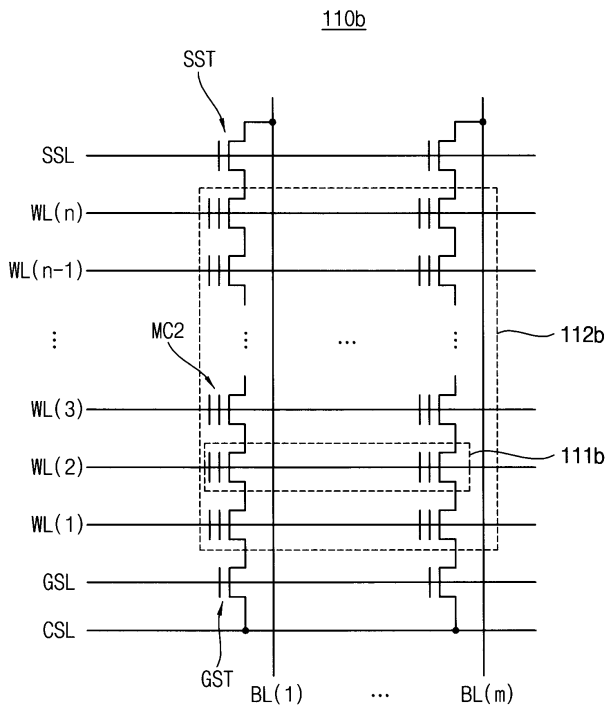 110b
SST
SSL
WL(n)
WL(n-1)
⋮ ⋮ ... ⋮
112b
MC2
WL(3)
WL(2)
111b
WL(1)
GSL
CSL
GST
BL(1) ... BL(m)